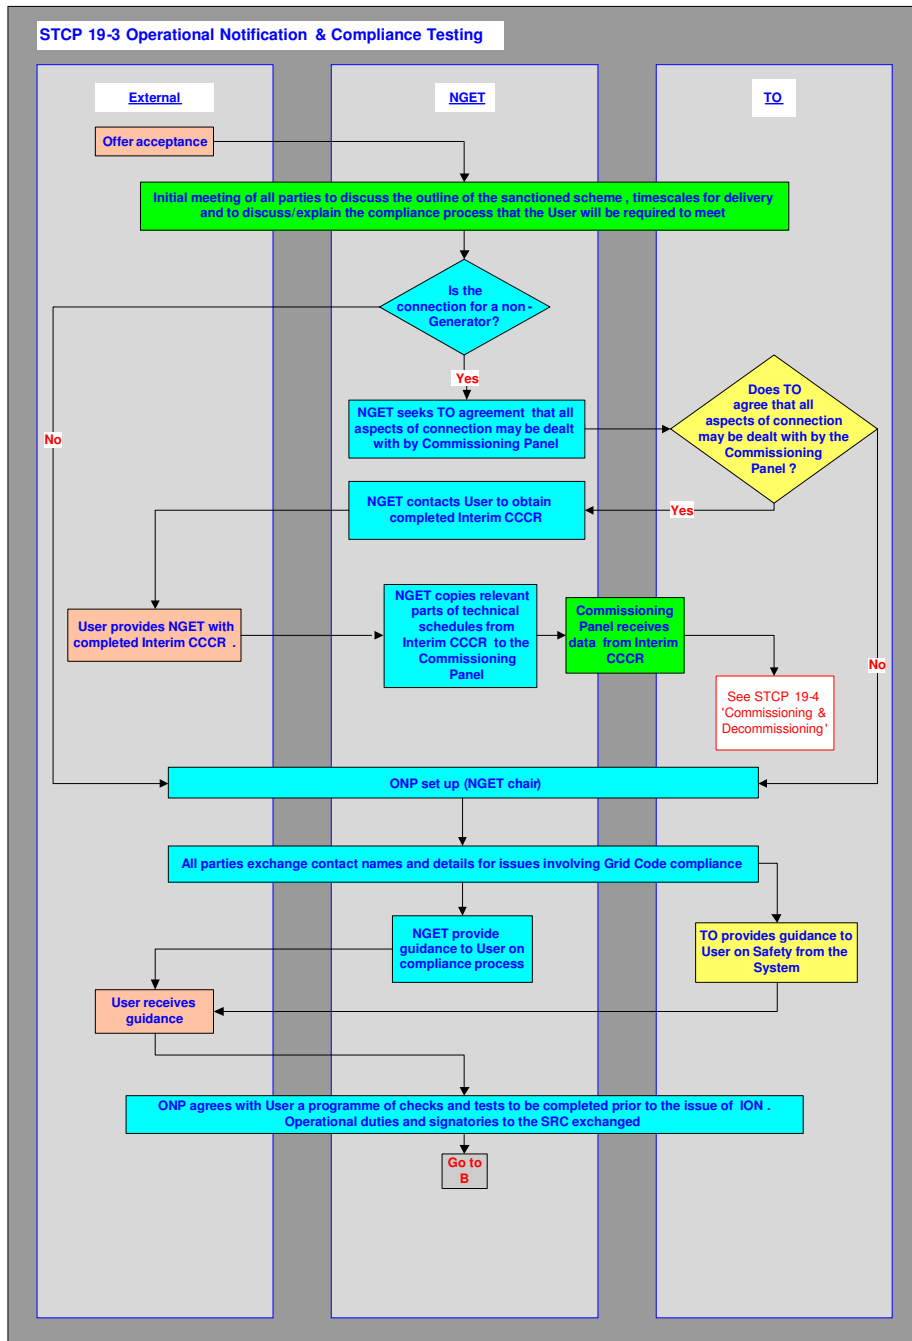 STCP 19-3 Operational Notification & Compliance Testing
External
NGET
TO
Offer acceptance
Initial meeting of all parties to discuss the outline of the sanctioned scheme , timescales for delivery
and to discuss/explain the compliance process that the User will be required to meet
Is the
connection for a non -
Generator?
Yes
No
NGET seeks TO agreement that all
aspects of connection may be dealt
with by Commissioning Panel
Does TO
agree that all
aspects of connection
may be dealt with by the
Commissioning
Panel ?
NGET contacts User to obtain
completed Interim CCCR
Yes
No
User provides NGET with
completed Interim CCCR .
NGET copies relevant
parts of technical
schedules from
Interim CCCR to the
Commissioning
Panel
Commissioning
Panel receives
data from Interim
CCCR
See STCP 19-4
'Commissioning &
Decommissioning'
ONP set up (NGET chair)
All parties exchange contact names and details for issues involving Grid Code compliance
NGET provide
guidance to User on
compliance process
TO provides guidance to
User on Safety from the
System
User receives
guidance
ONP agrees with User a programme of checks and tests to be completed prior to the issue of ION .
Operational duties and signatories to the SRC exchanged
Go to
B